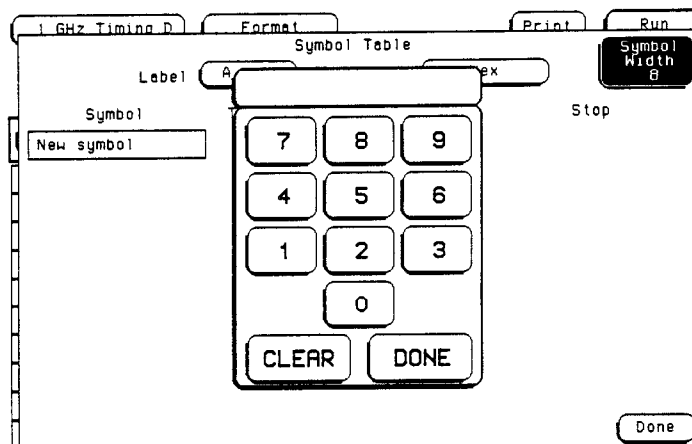 1 GHz Timing D Format Print Run
Symbol Table
Symbol
Width
8
Label A ex
Symbol Stop
New symbol
7 8 9
4 5 6
1 2 3
0
CLEAR DONE
Done